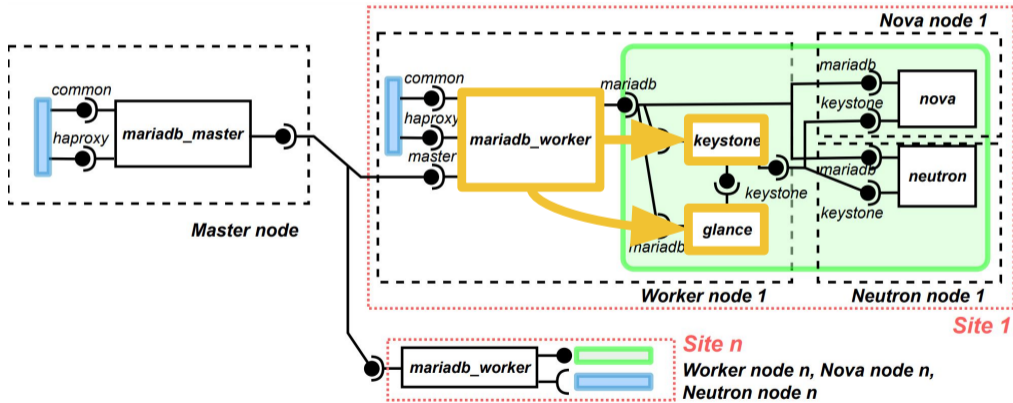 Nova node 1
common
haproxy
mariadb_master
Master node
common
haproxy
master
mariadb_worker
mariadb
keystone
glance
mariadb
keystone
mariadb
keystone
nova
mariadb
keystone
neutron
Worker node 1
Neutron node 1
Site 1
mariadb_worker
Site n
Worker node n, Nova node n,
Neutron node n